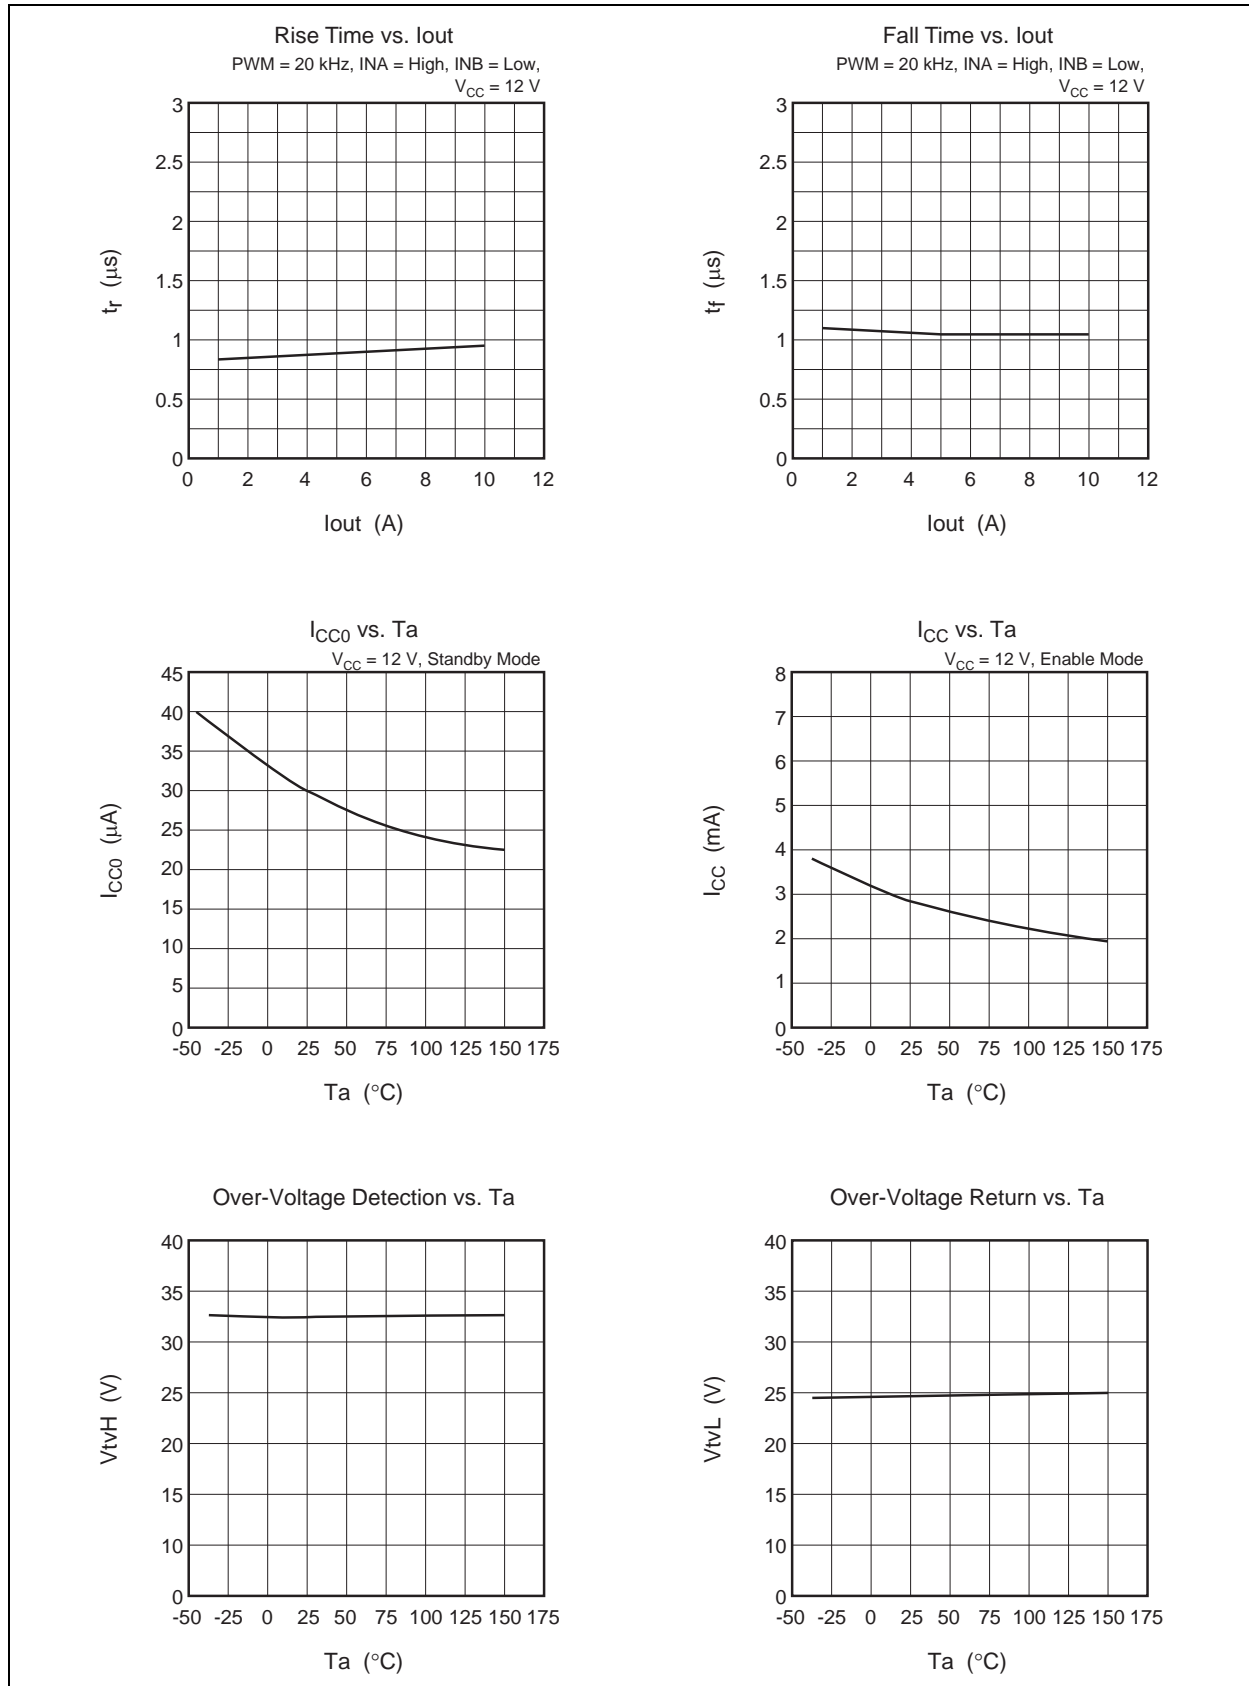 Rise Time vs. Iout
PWM = 20 kHz, INA = High, INB = Low,
VCC = 12 V
3
2.5
2
1.5
1
0.5
0
0 2 4 6 8 10 12
tr (μs)
Iout (A)
Fall Time vs. Iout
PWM = 20 kHz, INA = High, INB = Low,
VCC = 12 V
3
2.5
2
1.5
1
0.5
0
0 2 4 6 8 10 12
tf (μs)
Iout (A)
ICC0 vs. Ta
VCC = 12 V, Standby Mode
45
40
35
30
25
20
15
10
5
0
-50 -25 0 25 50 75 100 125 150 175
ICC0 (μA)
Ta (°C)
ICC vs. Ta
VCC = 12 V, Enable Mode
8
7
6
5
4
3
2
1
0
-50 -25 0 25 50 75 100 125 150 175
ICC (mA)
Ta (°C)
Over-Voltage Detection vs. Ta
40
35
30
25
20
15
10
0
-50 -25 0 25 50 75 100 125 150 175
VtvH (V)
Ta (°C)
Over-Voltage Return vs. Ta
40
35
30
25
20
15
10
0
-50 -25 0 25 50 75 100 125 150 175
VtvL (V)
Ta (°C)